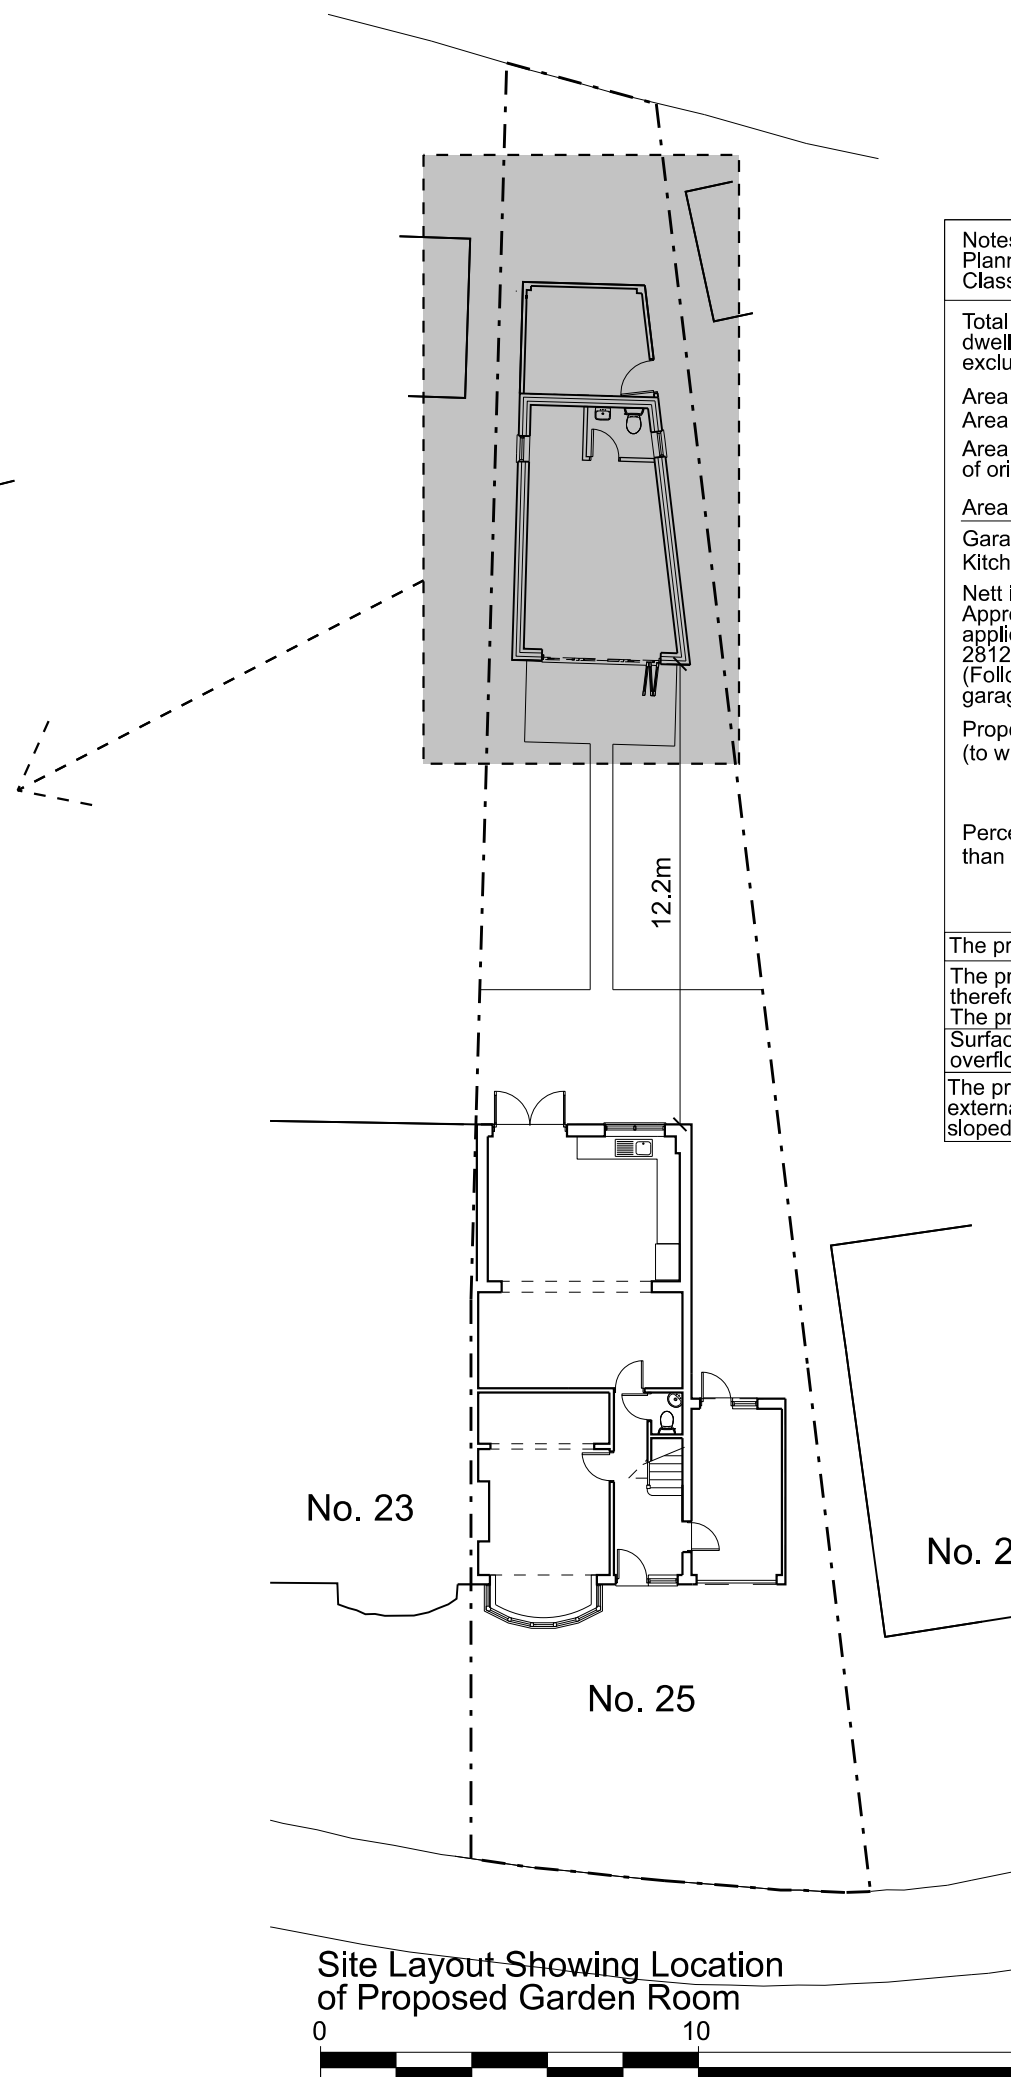 Notes
Plann
Class
Total
dwell
exclu
Area
Area
Area
of ori
Area
Gara
Kitch
Nett i
Appro
applic
2812
(Follo
garag
Propo
(to w
12.2m
Perce
than
The pr
The pr
therefo
The pr
Surfac
overflo
The pr
externa
sloped
No. 23
No. 2
No. 25
Site Layout Showing Location
of Proposed Garden Room
0 10